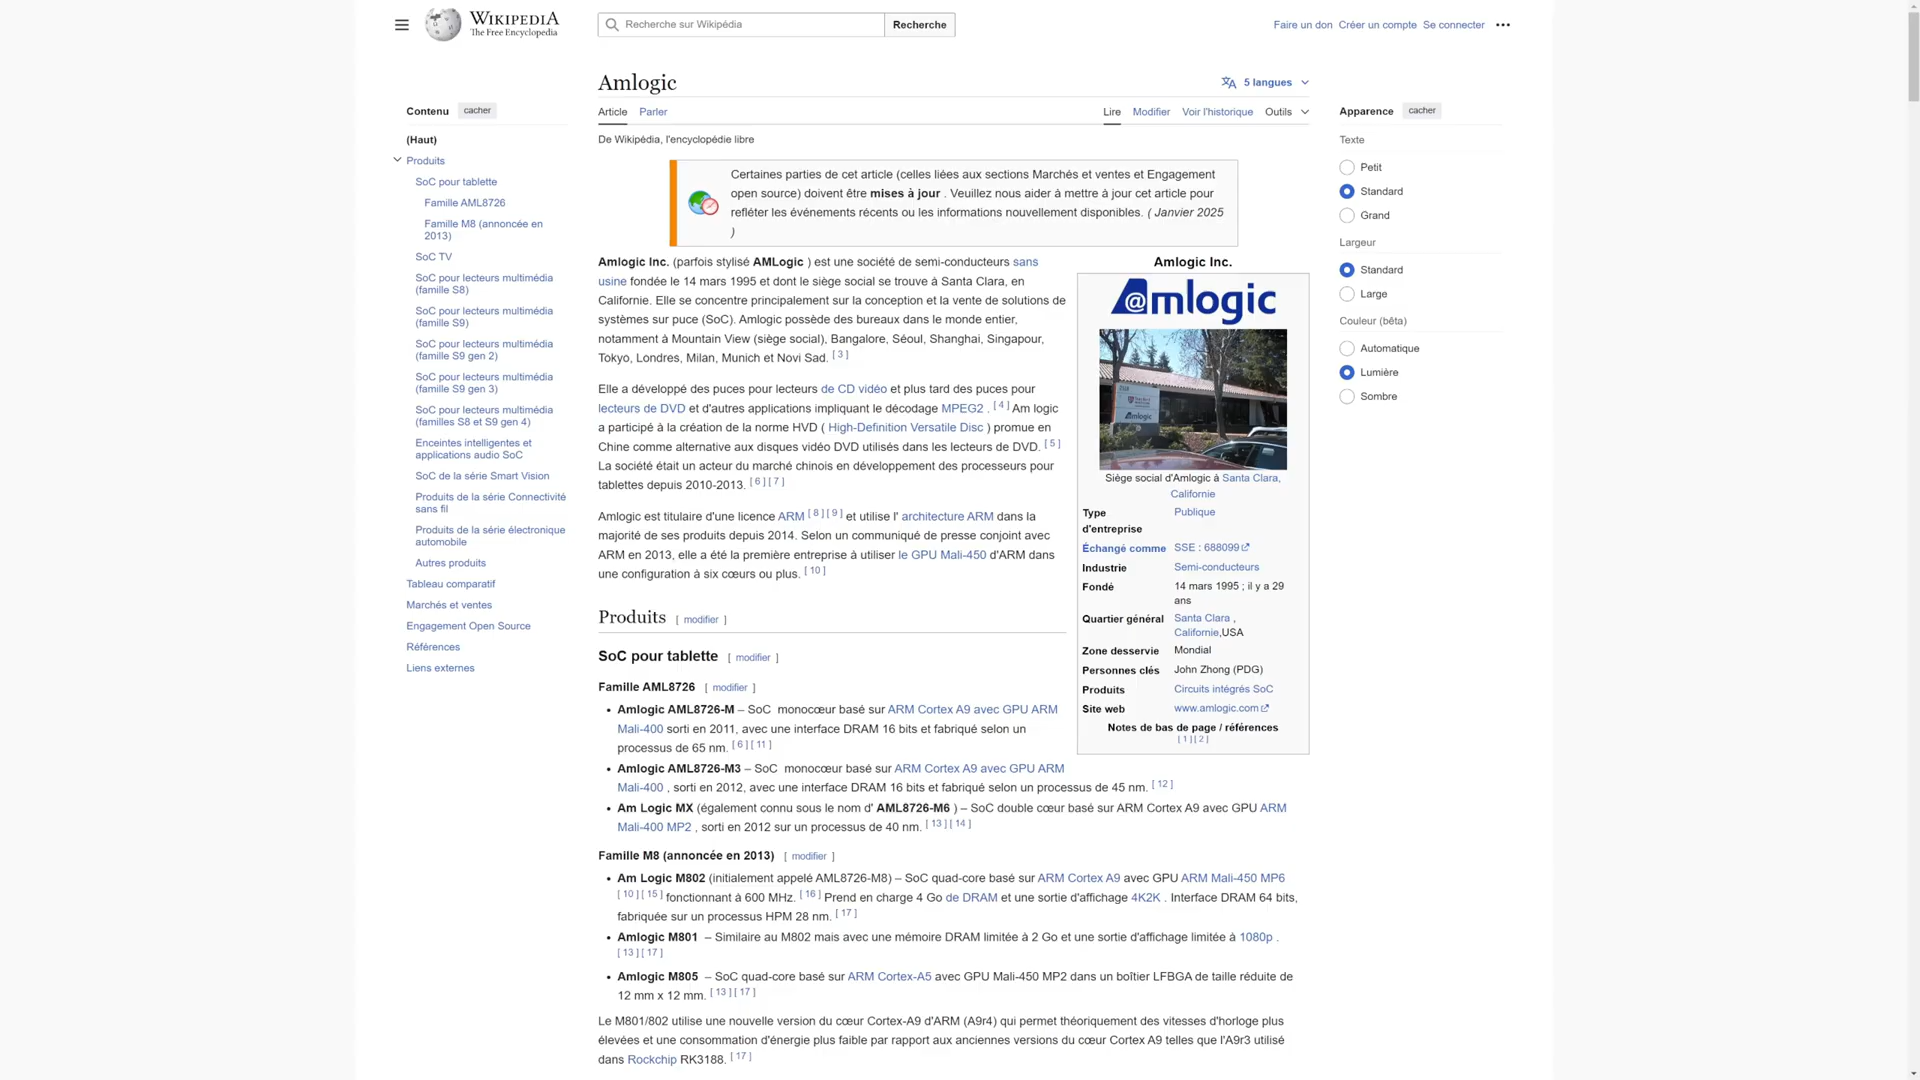 WIKIPEDIA
The Free Encyclopedia
Recherche sur Wikipédia
Recherche
Faire un don Créer un compte Se connecter
Amlogic
5 langues
Article Parler
Lire Modifier Voir l'historique Outils
De Wikipédia, l'encyclopédie libre
Contenu cacher
(Haut)
Produits
SoC pour tablette
Famille AML8726
Famille M8 (annoncée en
2013)
SoC TV
SoC pour lecteurs multimédia
(famille S8)
SoC pour lecteurs multimédia
(famille S9)
SoC pour lecteurs multimédia
(famille S9 gen 2)
SoC pour lecteurs multimédia
(famille S9 gen 3)
SoC pour lecteurs multimédia
(familles S8 et S9 gen 4)
Enceintes intelligentes et
applications audio SoC
SoC de la série Smart Vision
Produits de la série Connectivité
sans fil
Produits de la série électronique
automobile
Autres produits
Tableau comparatif
Marchés et ventes
Engagement Open Source
Références
Liens externes
Certaines parties de cet article (celles liées aux sections Marchés et ventes et Engagement
open source) doivent être mises à jour . Veuillez nous aider à mettre à jour cet article pour
refléter les événements récents ou les informations nouvellement disponibles. ( Janvier 2025
)
Amlogic Inc. (parfois stylisé AMLogic ) est une société de semi-conducteurs sans
usine fondée le 14 mars 1995 et dont le siège social se trouve à Santa Clara, en
Californie. Elle se concentre principalement sur la conception et la vente de solutions de
systèmes sur puce (SoC). Amlogic possède des bureaux dans le monde entier,
notamment à Mountain View (siège social), Bangalore, Séoul, Shanghai, Singapour,
Tokyo, Londres, Milan, Munich et Novi Sad. [ 3 ]
Elle a développé des puces pour lecteurs de CD vidéo et plus tard des puces pour
lecteurs de DVD et d'autres applications impliquant le décodage MPEG2 . [ 4 ] Am logic
a participé à la création de la norme HVD ( High-Definition Versatile Disc ) promue en
Chine comme alternative aux disques vidéo DVD utilisés dans les lecteurs de DVD. [ 5 ]
La société était un acteur du marché chinois en développement des processeurs pour
tablettes depuis 2010-2013. [ 6 ] [ 7 ]
Amlogic est titulaire d'une licence ARM [ 8 ] [ 9 ] et utilise l' architecture ARM dans la
majorité de ses produits depuis 2014. Selon un communiqué de presse conjoint avec
ARM en 2013, elle a été la première entreprise à utiliser le GPU Mali-450 d'ARM dans
une configuration à six cœurs ou plus. [ 10 ]
Produits [ modifier ]
SoC pour tablette [ modifier ]
Famille AML8726 [ modifier ]
• Amlogic AML8726-M – SoC monocœur basé sur ARM Cortex A9 avec GPU ARM
Mali-400 sorti en 2011, avec une interface DRAM 16 bits et fabriqué selon un
processus de 65 nm. [ 6 ] [ 11 ]
• Amlogic AML8726-M3 – SoC monocœur basé sur ARM Cortex A9 avec GPU ARM
Mali-400 , sorti en 2012, avec une interface DRAM 16 bits et fabriqué selon un processus de 45 nm. [ 12 ]
• Am Logic MX (également connu sous le nom d' AML8726-M6 ) – SoC double cœur basé sur ARM Cortex A9 avec GPU ARM
Mali-400 MP2 , sorti en 2012 sur un processus de 40 nm. [ 13 ] [ 14 ]
Famille M8 (annoncée en 2013) [ modifier ]
• Am Logic M802 (initialement appelé AML8726-M8) – SoC quad-core basé sur ARM Cortex A9 avec GPU ARM Mali-450 MP6
[ 10 ] [ 15 ] fonctionnant à 600 MHz. [ 16 ] Prend en charge 4 Go de DRAM et une sortie d'affichage 4K2K . Interface DRAM 64 bits,
fabriquée sur un processus HPM 28 nm. [ 17 ]
• Amlogic M801 – Similaire au M802 mais avec une mémoire DRAM limitée à 2 Go et une sortie d'affichage limitée à 1080p .
[ 13 ] [ 17 ]
• Amlogic M805 – SoC quad-core basé sur ARM Cortex-A5 avec GPU Mali-450 MP2 dans un boîtier LFBGA de taille réduite de
12 mm x 12 mm. [ 13 ] [ 17 ]
Le M801/802 utilise une nouvelle version du cœur Cortex-A9 d'ARM (A9r4) qui permet théoriquement des vitesses d'horloge plus
élevées et une consommation d'énergie plus faible par rapport aux anciennes versions du cœur Cortex A9 telles que l'A9r3 utilisé
dans Rockchip RK3188. [ 17 ]
Amlogic Inc.
@mlogic
Amlogic
Siège social d'Amlogic à Santa Clara,
Californie
Type
d'entreprise Publique
Échangé comme SSE : 688099
Industrie Semi-conducteurs
Fondé 14 mars 1995 ; il y a 29
ans
Quartier général Santa Clara ,
Californie,USA
Zone desservie Mondial
Personnes clés John Zhong (PDG)
Produits Circuits intégrés SoC
Site web www.amlogic.com
Notes de bas de page / références
[ 1 ] [ 2 ]
Apparence cacher
Texte
Petit
Standard
Grand
Largeur
Standard
Large
Couleur (bêta)
Automatique
Lumière
Sombre